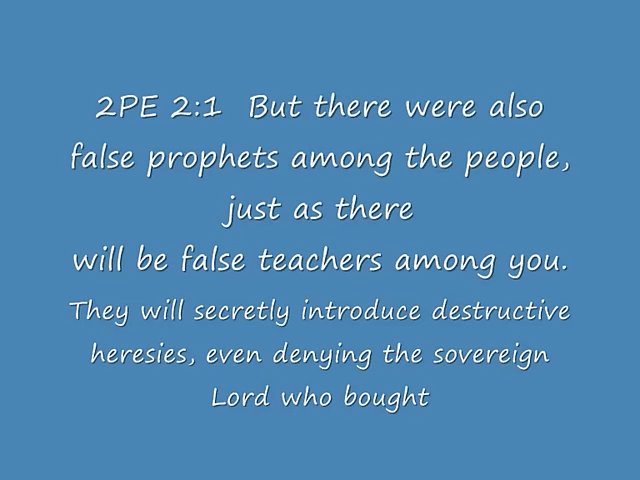 2PE 2:1  But there were also
false prophets among the people,
just as there
will be false teachers among you.
They will secretly introduce destructive
heresies, even denying the sovereign
Lord who bought